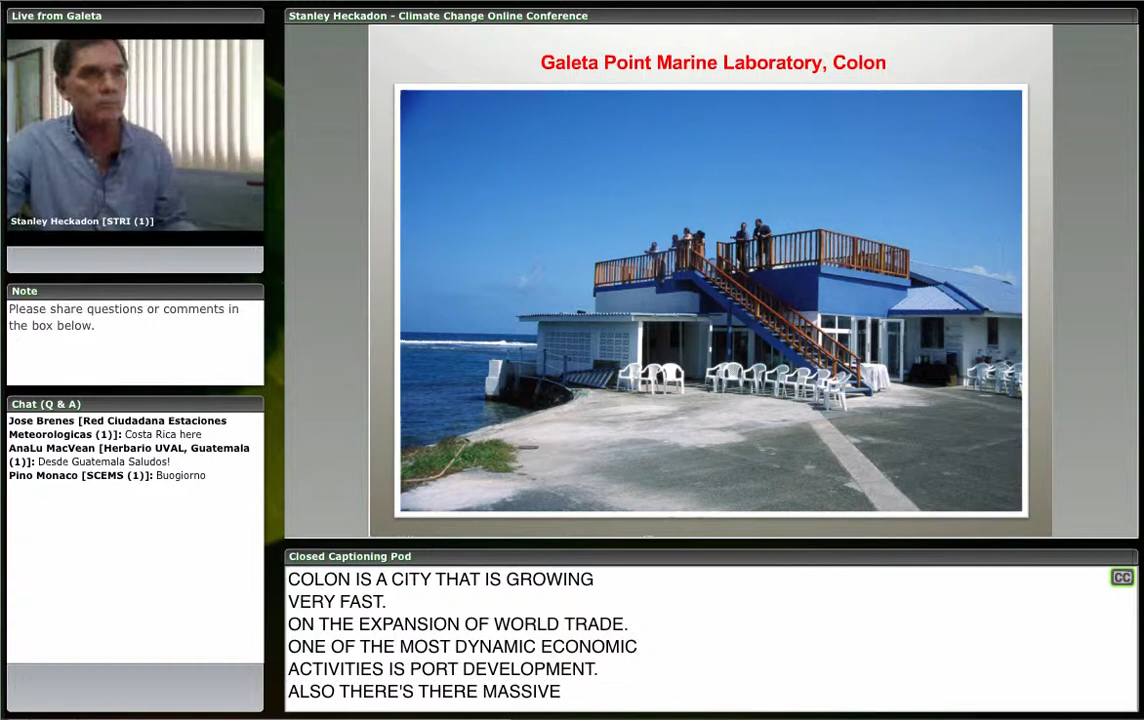 Live from Galeta
Stanley Heckadon - Climate Change Online Conference
Stanley Heckadon [STRI (1)]
Note
Please share questions or comments in
the box below.
Chat (Q & A)
Jose Brenes [Red Ciudadana Estaciones
Meteorologicas (1)]: Costa Rica here
AnaLu MacVean [Herbario UVAL, Guatemala
(1)]: Desde Guatemala Saludos!
Pino Monaco [SCEMS (1)]: Buogiorno
Galeta Point Marine Laboratory, Colon
Closed Captioning Pod
COLON IS A CITY THAT IS GROWING
VERY FAST.
ON THE EXPANSION OF WORLD TRADE.
ONE OF THE MOST DYNAMIC ECONOMIC
ACTIVITIES IS PORT DEVELOPMENT.
ALSO THERE'S THERE MASSIVE
CC